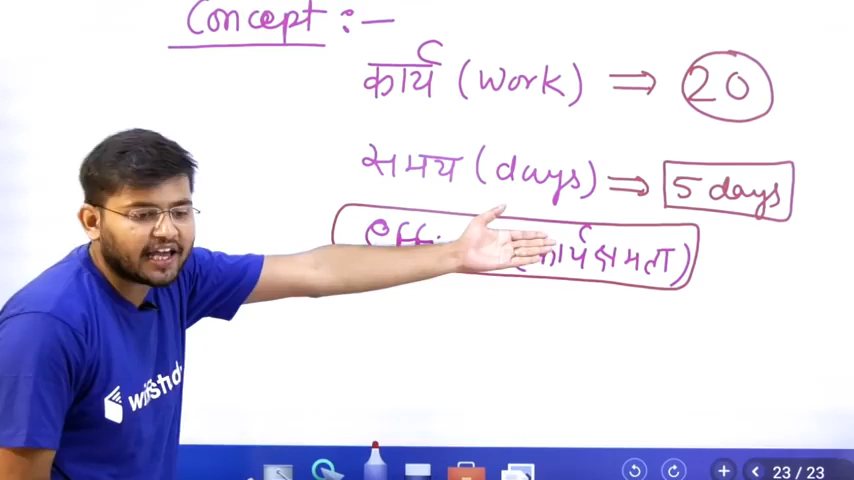 Concept :-
कार्य (work) ⇒ 20
समय (days) ⇒ 5 days
(कार्यक्षमता)
23 / 23